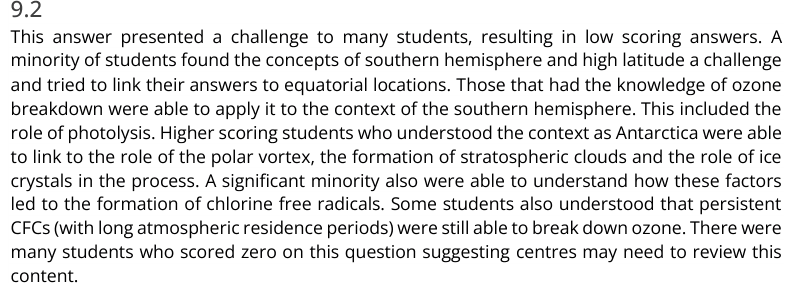 9.2
This answer presented a challenge to many students, resulting in low scoring answers. A
minority of students found the concepts of southern hemisphere and high latitude a challenge
and tried to link their answers to equatorial locations. Those that had the knowledge of ozone
breakdown were able to apply it to the context of the southern hemisphere. This included the
role of photolysis. Higher scoring students who understood the context as Antarctica were able
to link to the role of the polar vortex, the formation of stratospheric clouds and the role of ice
crystals in the process. A significant minority also were able to understand how these factors
led to the formation of chlorine free radicals. Some students also understood that persistent
CFCs (with long atmospheric residence periods) were still able to break down ozone. There were
many students who scored zero on this question suggesting centres may need to review this
content.